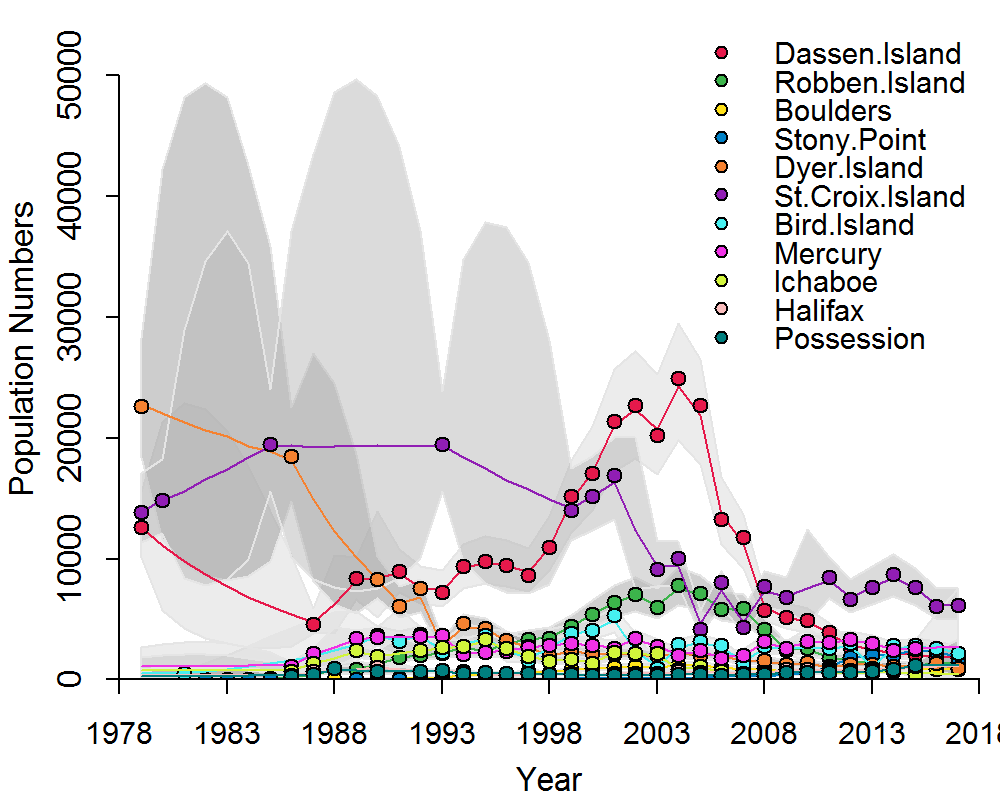 Dassen.Island
Robben.Island
Boulders
Stony.Point
Dyer.Island
St.Croix.Island
Bird.Island
Mercury
Ichaboe
Halifax
Possession
Population Numbers
50000
40000
30000
20000
10000
0
1978 1983 1988 1993 1998 2003 2008 2013 2018
Year